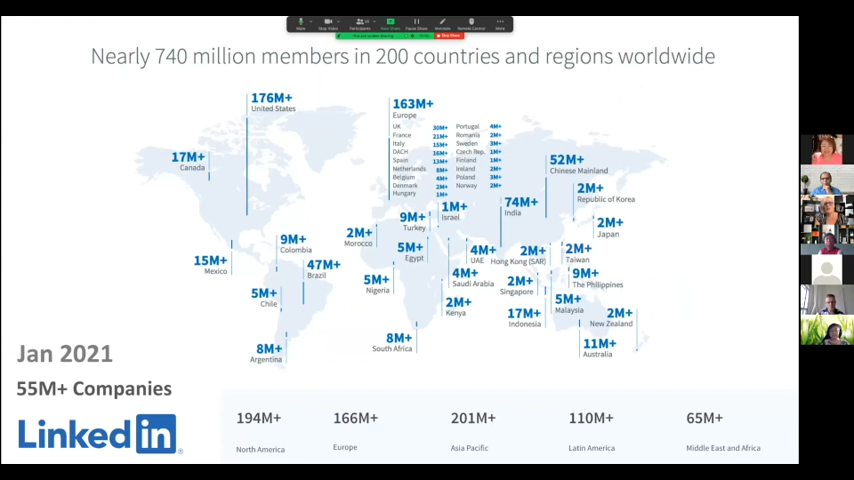 Nearly 740 million members in 200 countries and regions worldwide
176M+
United States
17M+
Canada
15M+
Mexico
9M+
Colombia
47M+
Brazil
5M+
Chile
8M+
Argentina
163M+
Europe
UK 30M+
France 21M+
Italy 15M+
DACH 16M+
Spain 13M+
Netherlands 8M+
Belgium 4M+
Denmark 2M+
Hungary 1M+
Portugal 4M+
Romania 2M+
Sweden 3M+
Czech Rep. 1M+
Finland 1M+
Ireland 2M+
Poland 3M+
Norway 2M+
2M+
Morocco
9M+
Turkey
1M+
Israel
5M+
Egypt
5M+
Nigeria
8M+
South Africa
4M+
UAE
4M+
Saudi Arabia
2M+
Kenya
74M+
India
52M+
Chinese Mainland
2M+
Republic of Korea
2M+
Japan
2M+
Hong Kong (SAR)
2M+
Taiwan
9M+
The Philippines
2M+
Singapore
5M+
Malaysia
17M+
Indonesia
2M+
New Zealand
11M+
Australia
Jan 2021
55M+ Companies
LinkedIn
194M+
North America
166M+
Europe
201M+
Asia Pacific
110M+
Latin America
65M+
Middle East and Africa